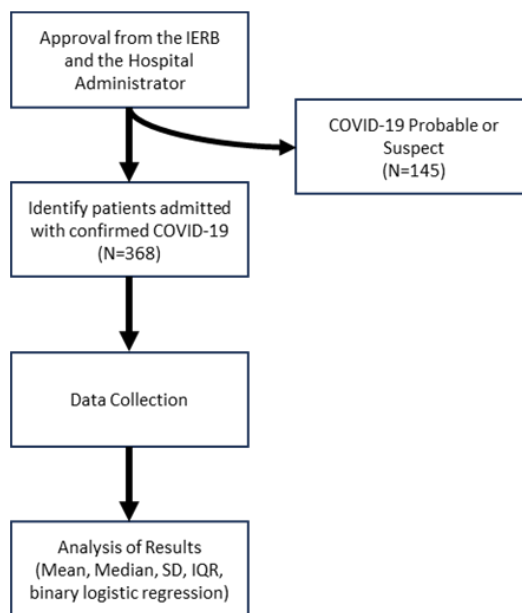 Approval from the IERB
and the Hospital
Administrator
COVID-19 Probable or
Suspect
(N=145)
Identify patients admitted
with confirmed COVID-19
(N=368)
Data Collection
Analysis of Results
(Mean, Median, SD, IQR,
binary logistic regression)